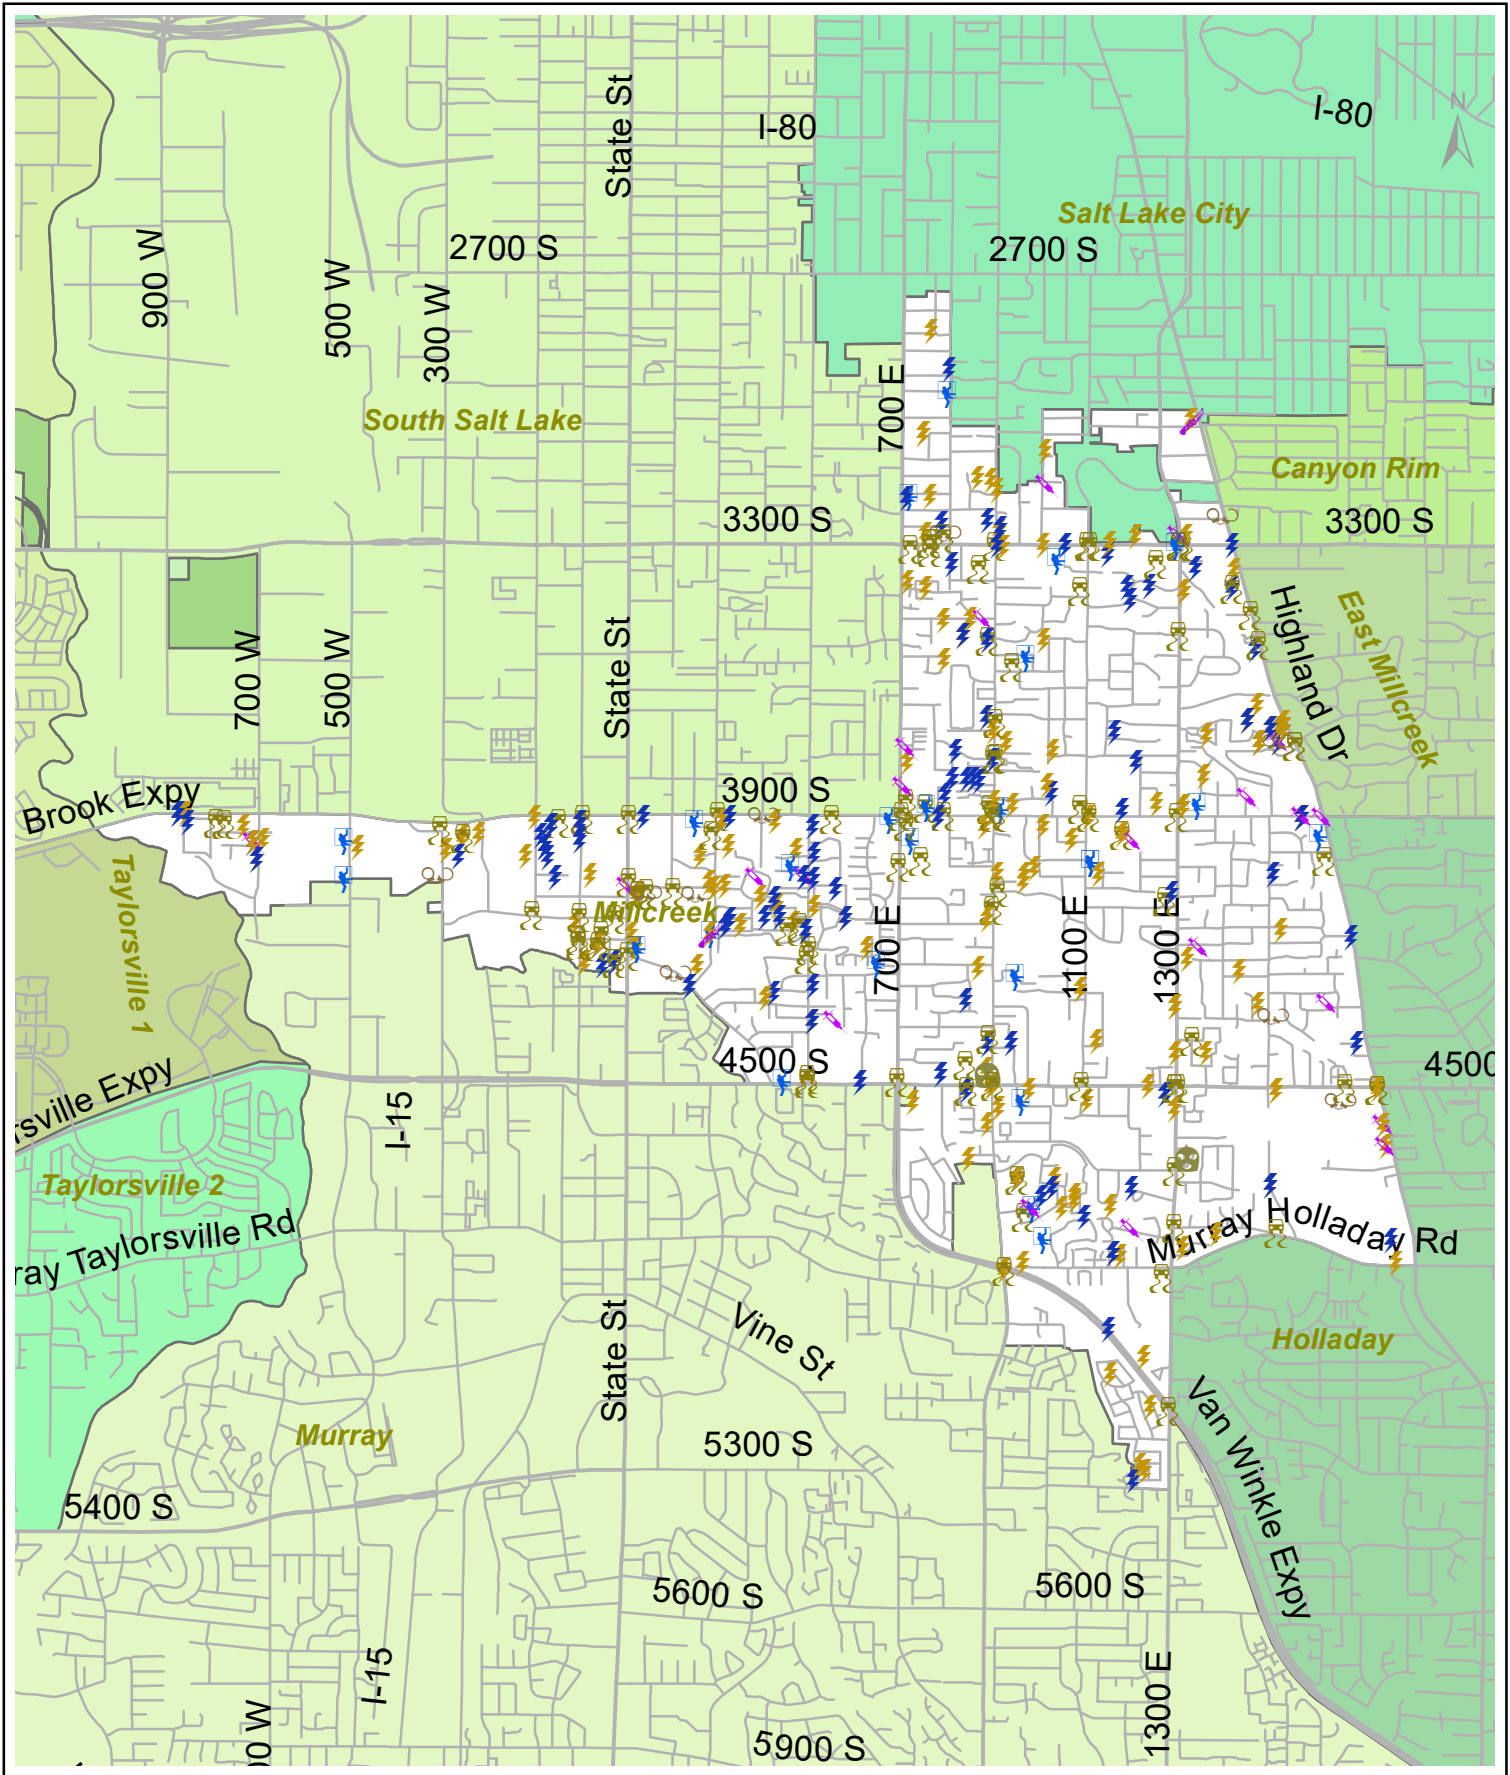 I-80
State St
I-80
N
Salt Lake City
900 W
2700 S
2700 S
500 W
300 W
700 E
South Salt Lake
Canyon Rim
3300 S
3300 S
Highland Dr
East Millcreek
700 W
500 W
State St
Brook Expy
3900 S
Taylorsville 1
Millcreek
700 E
1100 E
1300 E
4500 S
4500
rsville Expy
I-15
Taylorsville 2
ray Taylorsville Rd
Murray Holladay Rd
State St
Vine St
Holladay
Murray
5300 S
Van Winkle Expy
5400 S
5600 S
5600 S
I-15
1300 E
00 W
5900 S